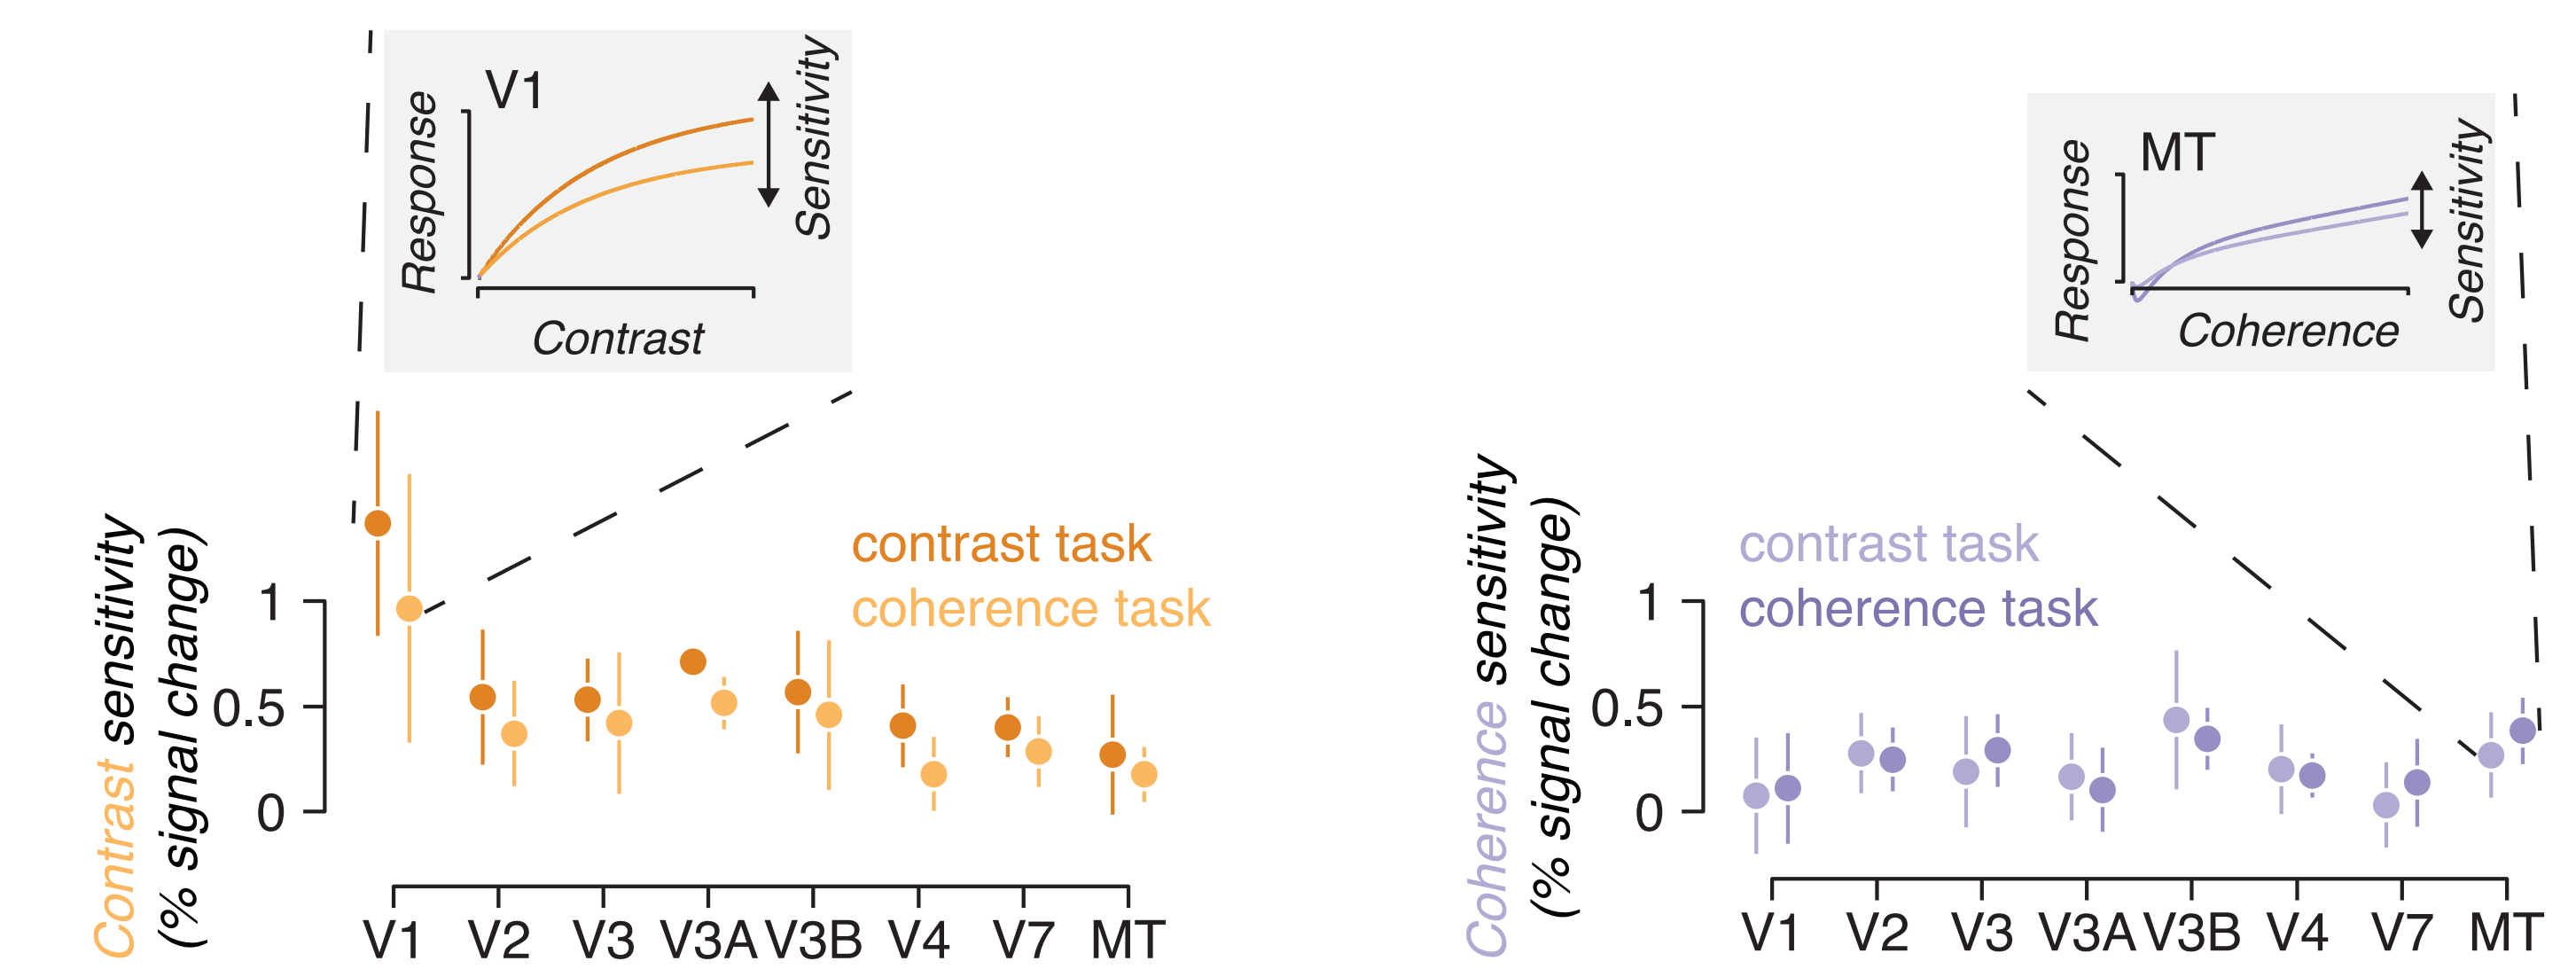 V1
Response
Sensitivity
Contrast
Contrast sensitivity
(% signal change)
1
0.5
0
contrast task
coherence task
V1 V2 V3 V3A V3B V4 V7 MT
MT
Response
Sensitivity
Coherence
Coherence sensitivity
(% signal change)
1
0.5
0
contrast task
coherence task
V1 V2 V3 V3A V3B V4 V7 MT